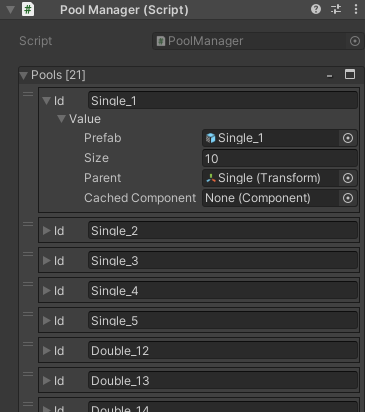 Pool Manager (Script)
Script PoolManager
Pools [21]
Id Single_1
Value
Prefab Single_1
Size 10
Parent Single (Transform)
Cached Component None (Component)
Id Single_2
Id Single_3
Id Single_4
Id Single_5
Id Double_12
Id Double_13
Id Double_14